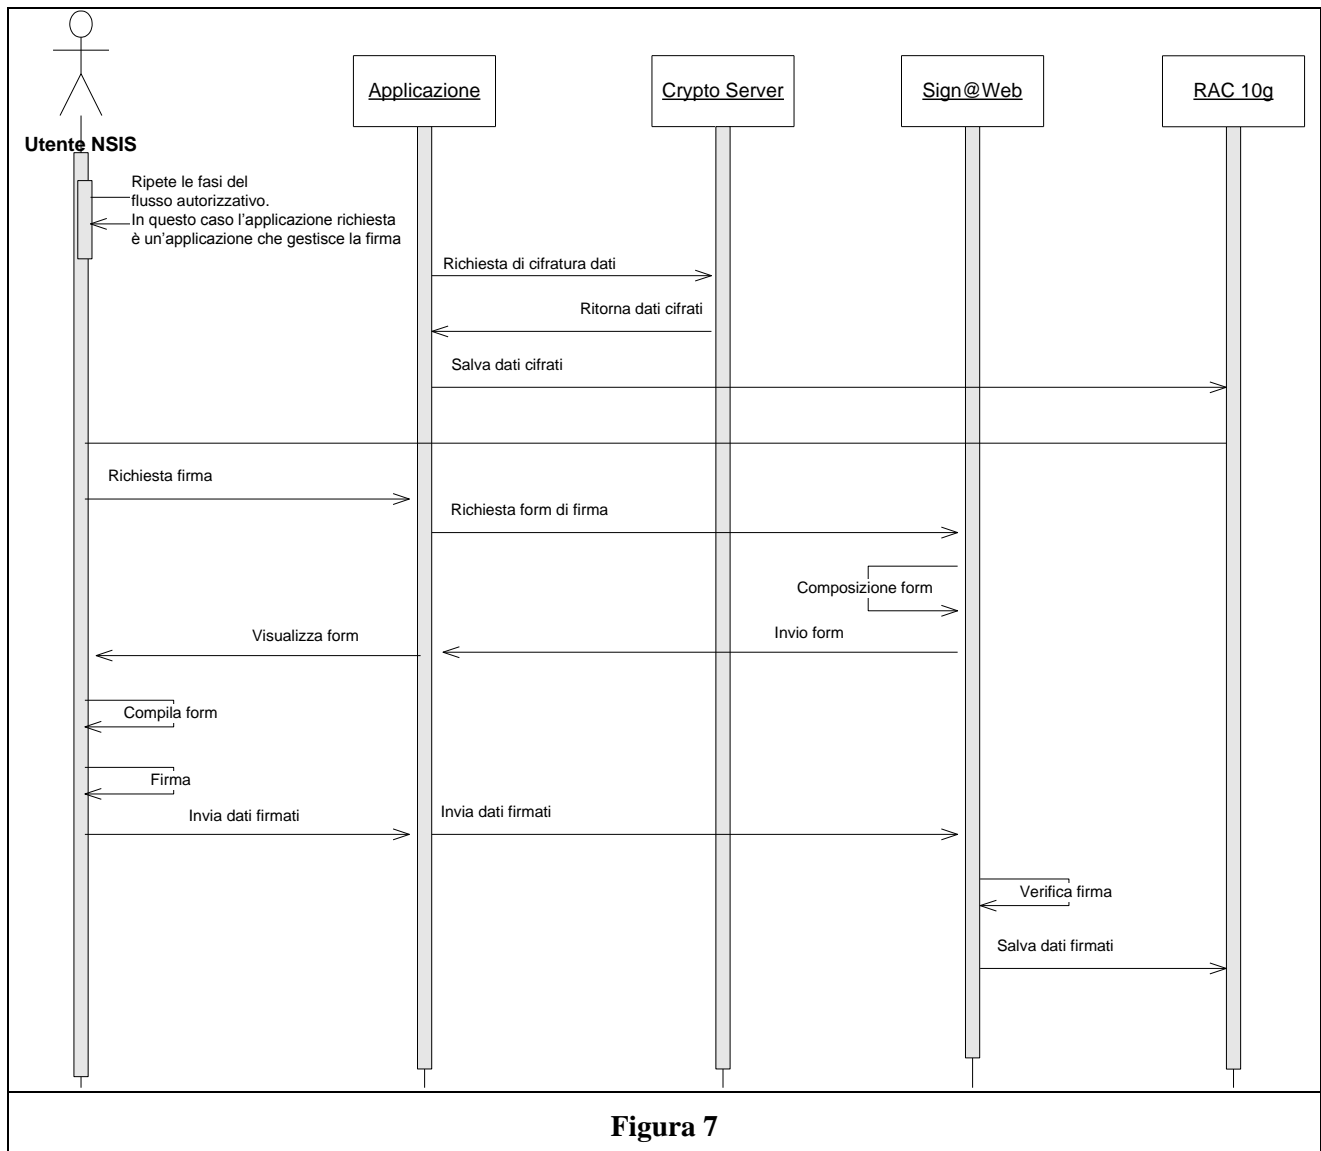 Applicazione
Crypto Server
Sign@Web
RAC 10g
Utente NSIS
Ripete le fasi del
flusso autorizzativo.
In questo caso l'applicazione richiesta
è un'applicazione che gestisce la firma
Richiesta di cifratura dati
Ritorna dati cifrati
Salva dati cifrati
Richiesta firma
Richiesta form di firma
Composizione form
Invio form
Visualizza form
Compila form
Firma
Invia dati firmati
Invia dati firmati
Verifica firma
Salva dati firmati
Figura 7